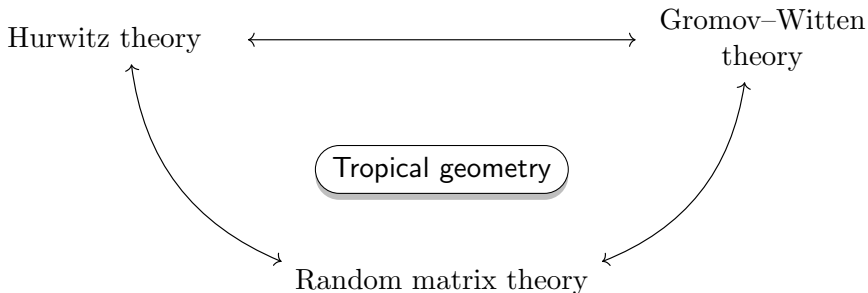 Hurwitz theory
Gromov–Witten
theory
Tropical geometry
Random matrix theory